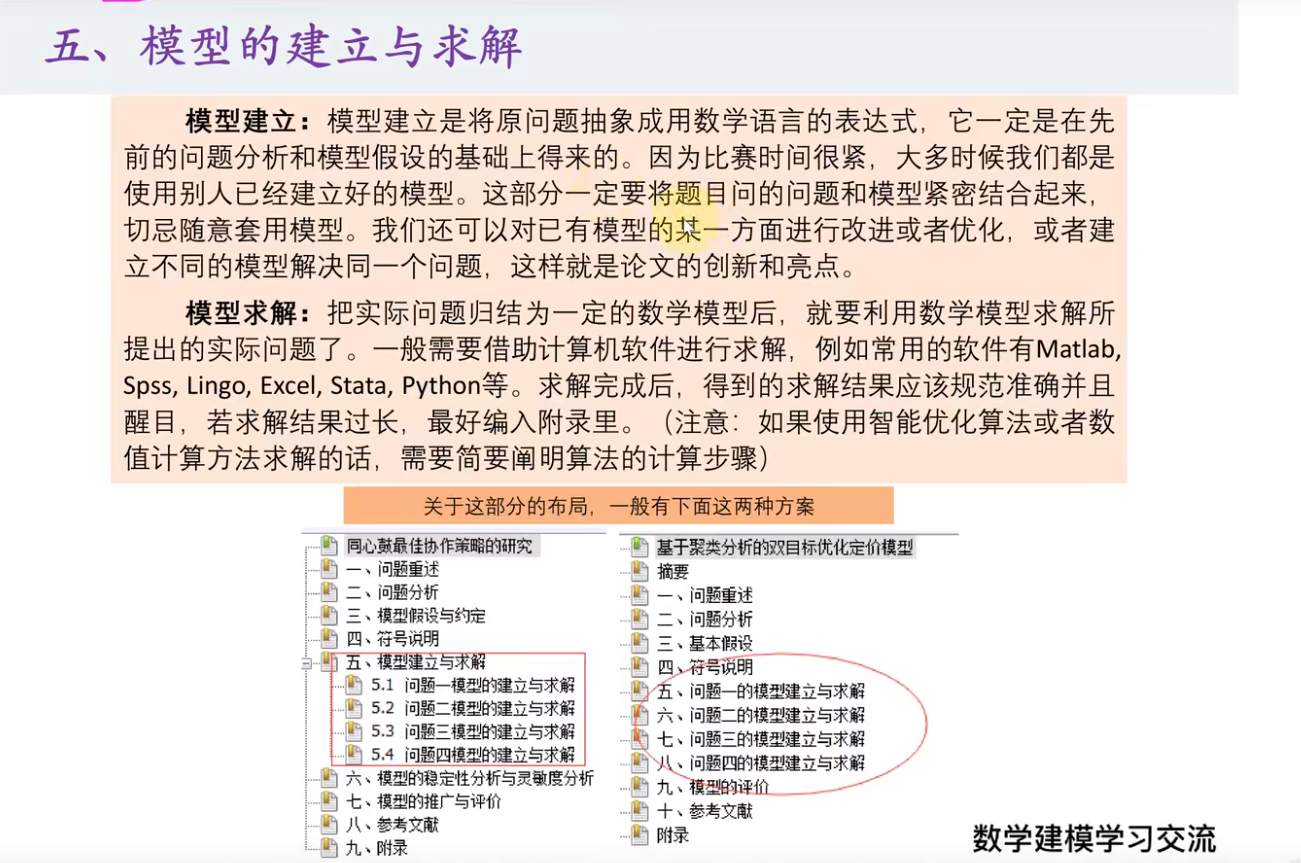 五、模型的建立与求解
模型建立：模型建立是将原问题抽象成用数学语言的表达式，它一定是在先
前的问题分析和模型假设的基础上得来的。因为比赛时间很紧，大多时候我们都是
使用别人已经建立好的模型。这部分一定要将题目问的问题和模型紧密结合起来，
切忌随意套用模型。我们还可以对已有模型的某一方面进行改进或者优化，或者建
立不同的模型解决同一个问题，这样就是论文的创新和亮点。
模型求解：把实际问题归结为一定的数学模型后，就要利用数学模型求解所
提出的实际问题了。一般需要借助计算机软件进行求解，例如常用的软件有Matlab,
Spss, Lingo, Excel, Stata, Python等。求解完成后，得到的求解结果应该规范准确并且
醒目，若求解结果过长，最好编入附录里。（注意：如果使用智能优化算法或者数
值计算方法求解的话，需要简要阐明算法的计算步骤）
关于这部分的布局，一般有下面这两种方案
同心鼓最佳协作策略的研究
一、问题重述
二、问题分析
三、模型假设与约定
四、符号说明
五、模型建立与求解
5.1 问题一模型的建立与求解
5.2 问题二模型的建立与求解
5.3 问题三模型的建立与求解
5.4 问题四模型的建立与求解
六、模型的稳定性分析与灵敏度分析
七、模型的推广与评价
八、参考文献
九、附录
基于聚类分析的双目标优化定价模型
摘要
一、问题重述
二、问题分析
三、基本假设
四、符号说明
五、问题一的模型建立与求解
六、问题二的模型建立与求解
七、问题三的模型建立与求解
八、问题四的模型建立与求解
九、模型的评价
十、参考文献
附录
数学建模学习交流